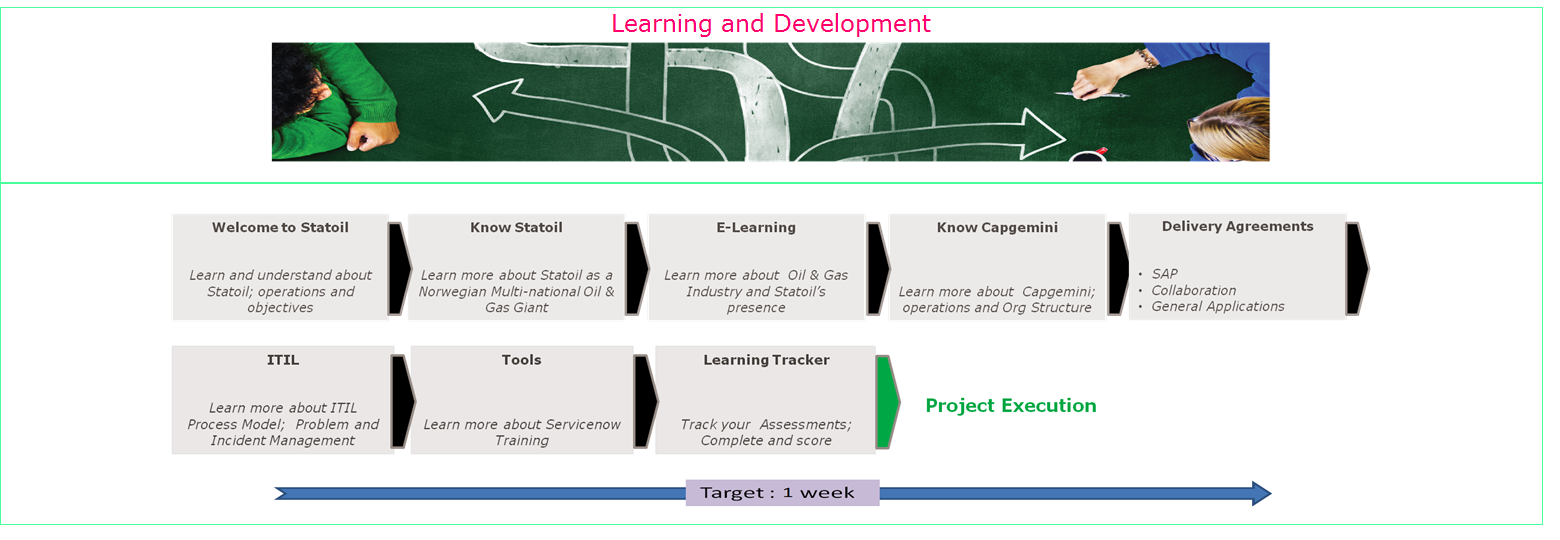 Learning and Development
Welcome to Statoil
Learn and understand about
Statoil; operations and
objectives
Know Statoil
Learn more about Statoil as a
Norwegian Multi-national Oil &
Gas Giant
E-Learning
Learn more about Oil & Gas
Industry and Statoil's
presence
Know Capgemini
Learn more about Capgemini;
operations and Org Structure
Delivery Agreements
• SAP
• Collaboration
• General Applications
ITIL
Learn more about ITIL
Process Model; Problem and
Incident Management
Tools
Learn more about Servicenow
Training
Learning Tracker
Track your Assessments;
Complete and score
Project Execution
Target : 1 week